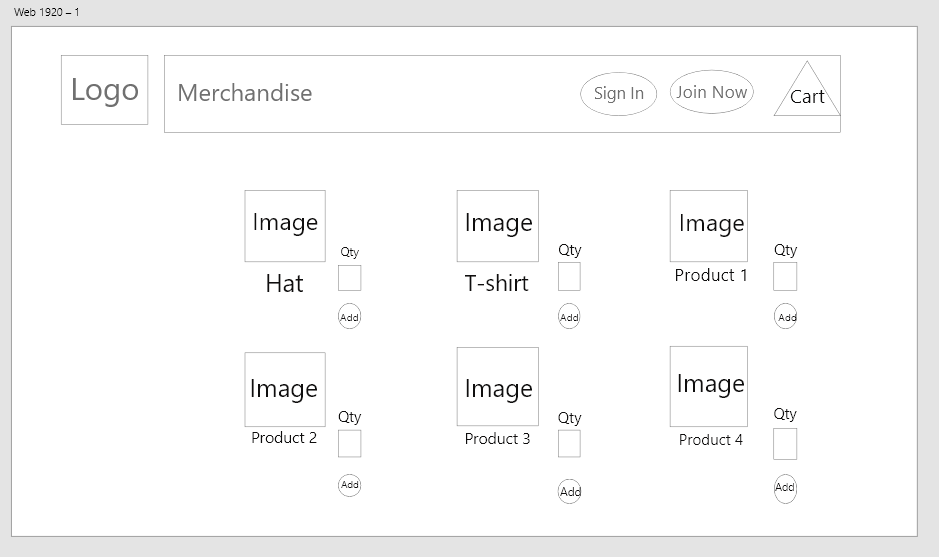 Web 1920 – 1
Logo
Merchandise
Sign In
Join Now
Cart
Image
Qty
Hat
Add
Image
Qty
T-shirt
Add
Image
Qty
Product 1
Add
Image
Qty
Product 2
Add
Image
Qty
Product 3
Add
Image
Qty
Product 4
Add